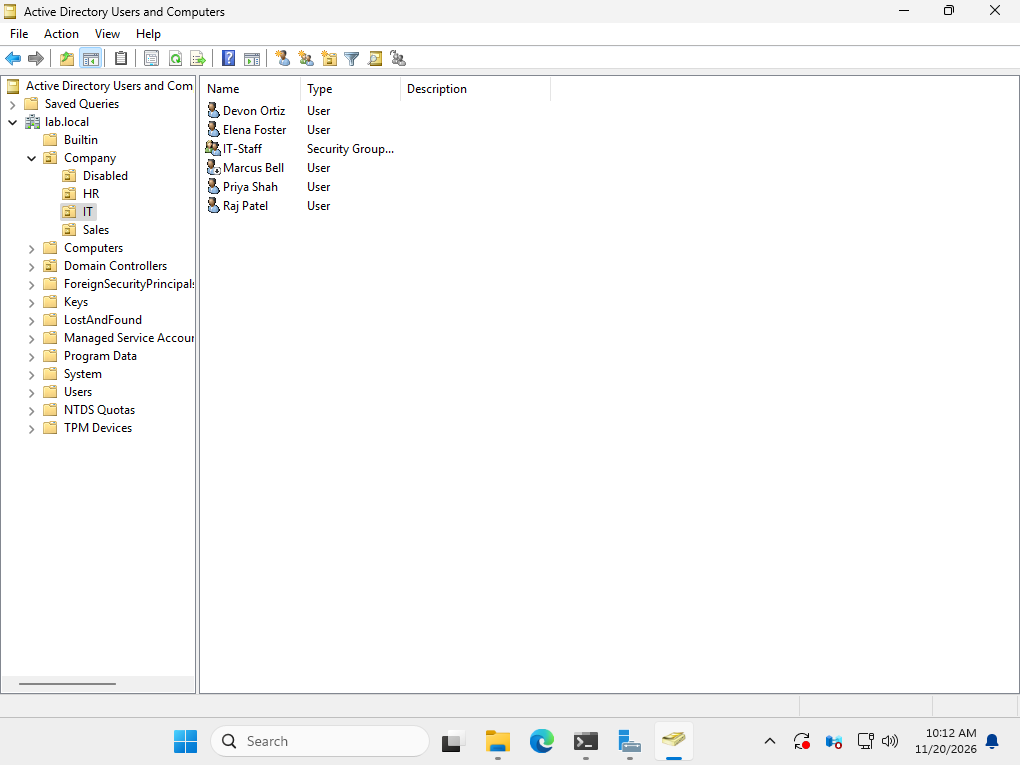 Active Directory Users and Computers
File Action View Help
Active Directory Users and Com
Saved Queries
lab.local
Builtin
Company
Disabled
HR
IT
Sales
Computers
Domain Controllers
ForeignSecurityPrincipals
Keys
LostAndFound
Managed Service Accoun
Program Data
System
Users
NTDS Quotas
TPM Devices
Name Type Description
Devon Ortiz User
Elena Foster User
IT-Staff Security Group...
Marcus Bell User
Priya Shah User
Raj Patel User
Search
10:12 AM
11/20/2026